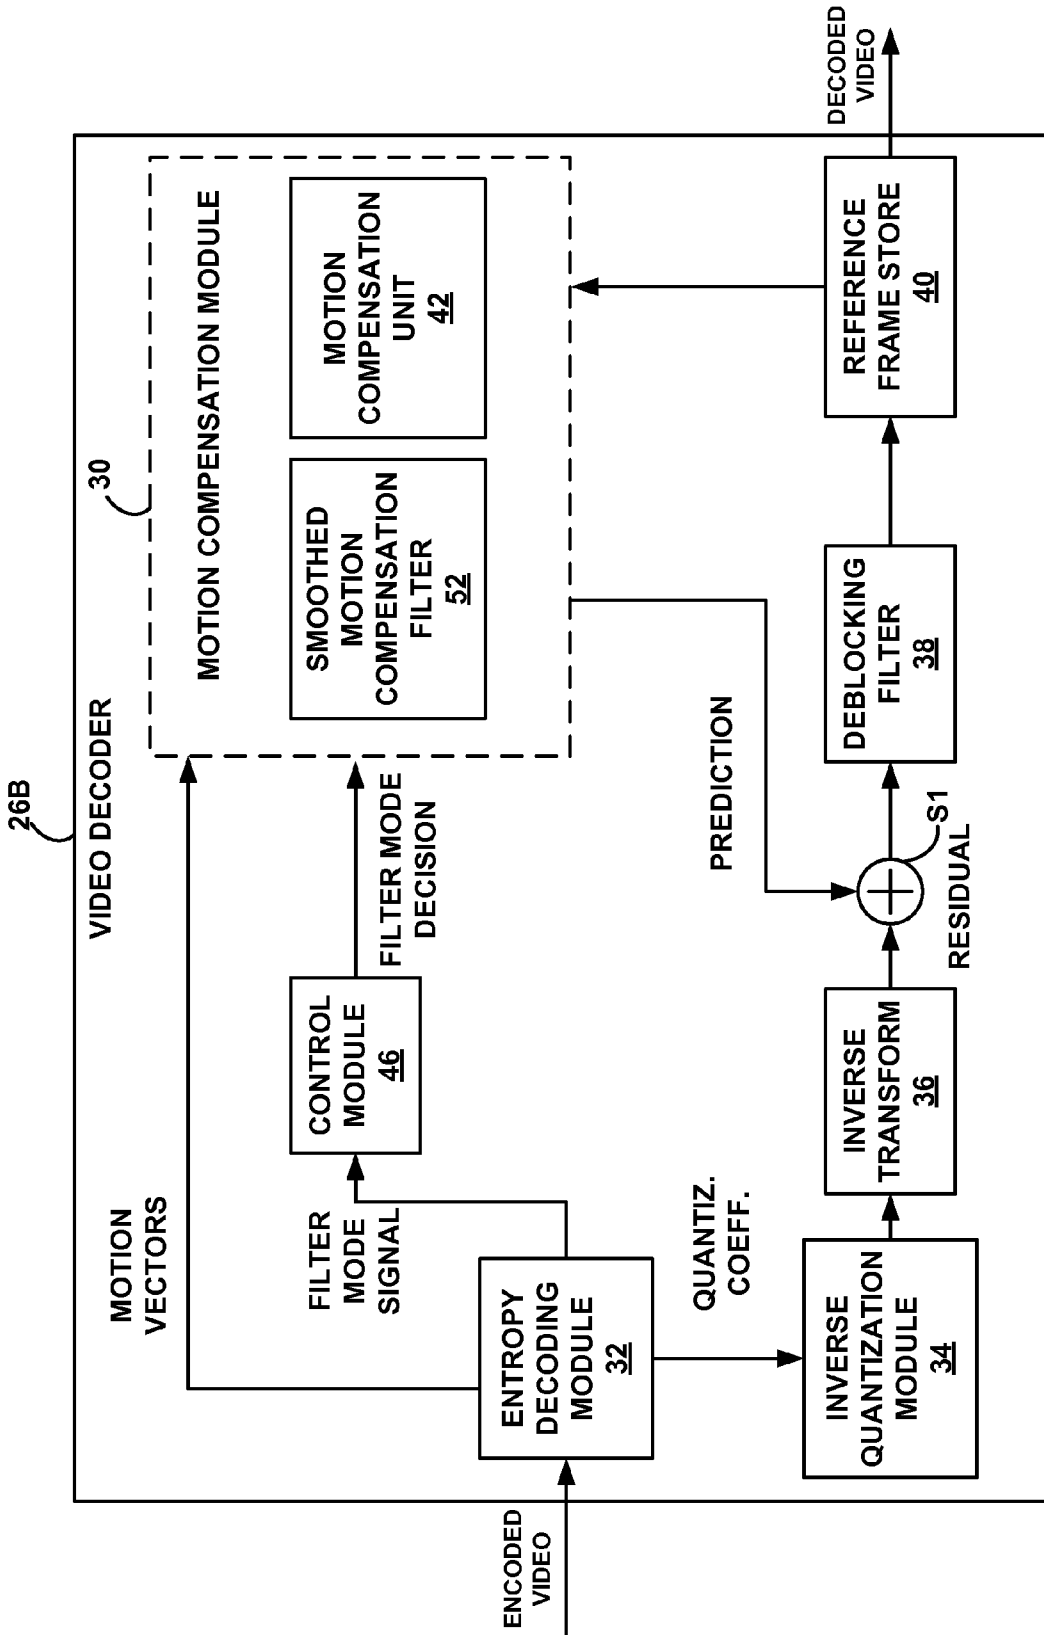 26B
VIDEO DECODER
30
MOTION COMPENSATION MODULE
MOTION
VECTORS
FILTER
MODE
SIGNAL
CONTROL
MODULE
46
FILTER MODE
DECISION
SMOOTHED
MOTION
COMPENSATION
FILTER
52
MOTION
COMPENSATION
UNIT
42
ENCODED
VIDEO
ENTROPY
DECODING
MODULE
32
QUANTIZ.
COEFF.
PREDICTION
INVERSE
QUANTIZATION
MODULE
34
INVERSE
TRANSFORM
36
S1
RESIDUAL
DEBLOCKING
FILTER
38
REFERENCE
FRAME STORE
40
DECODED
VIDEO